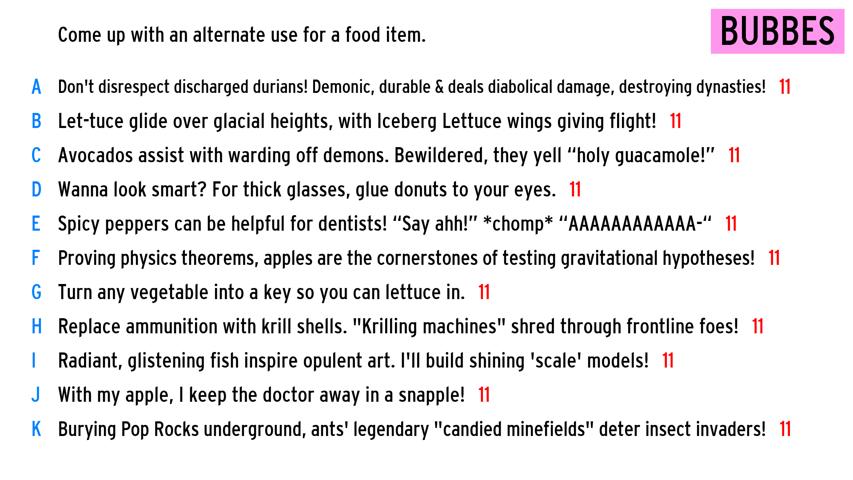 Come up with an alternate use for a food item.
BUBBES
A Don't disrespect discharged durians! Demonic, durable & deals diabolical damage, destroying dynasties! 11
B Let-tuce glide over glacial heights, with Iceberg Lettuce wings giving flight! 11
C Avocados assist with warding off demons. Bewildered, they yell “holy guacamole!” 11
D Wanna look smart? For thick glasses, glue donuts to your eyes. 11
E Spicy peppers can be helpful for dentists! “Say ahh!” *chomp* “AAAAAAAAAAAA-“ 11
F Proving physics theorems, apples are the cornerstones of testing gravitational hypotheses! 11
G Turn any vegetable into a key so you can lettuce in. 11
H Replace ammunition with krill shells. "Krilling machines" shred through frontline foes! 11
I Radiant, glistening fish inspire opulent art. I'll build shining 'scale' models! 11
J With my apple, I keep the doctor away in a snapple! 11
K Burying Pop Rocks underground, ants' legendary "candied minefields" deter insect invaders! 11